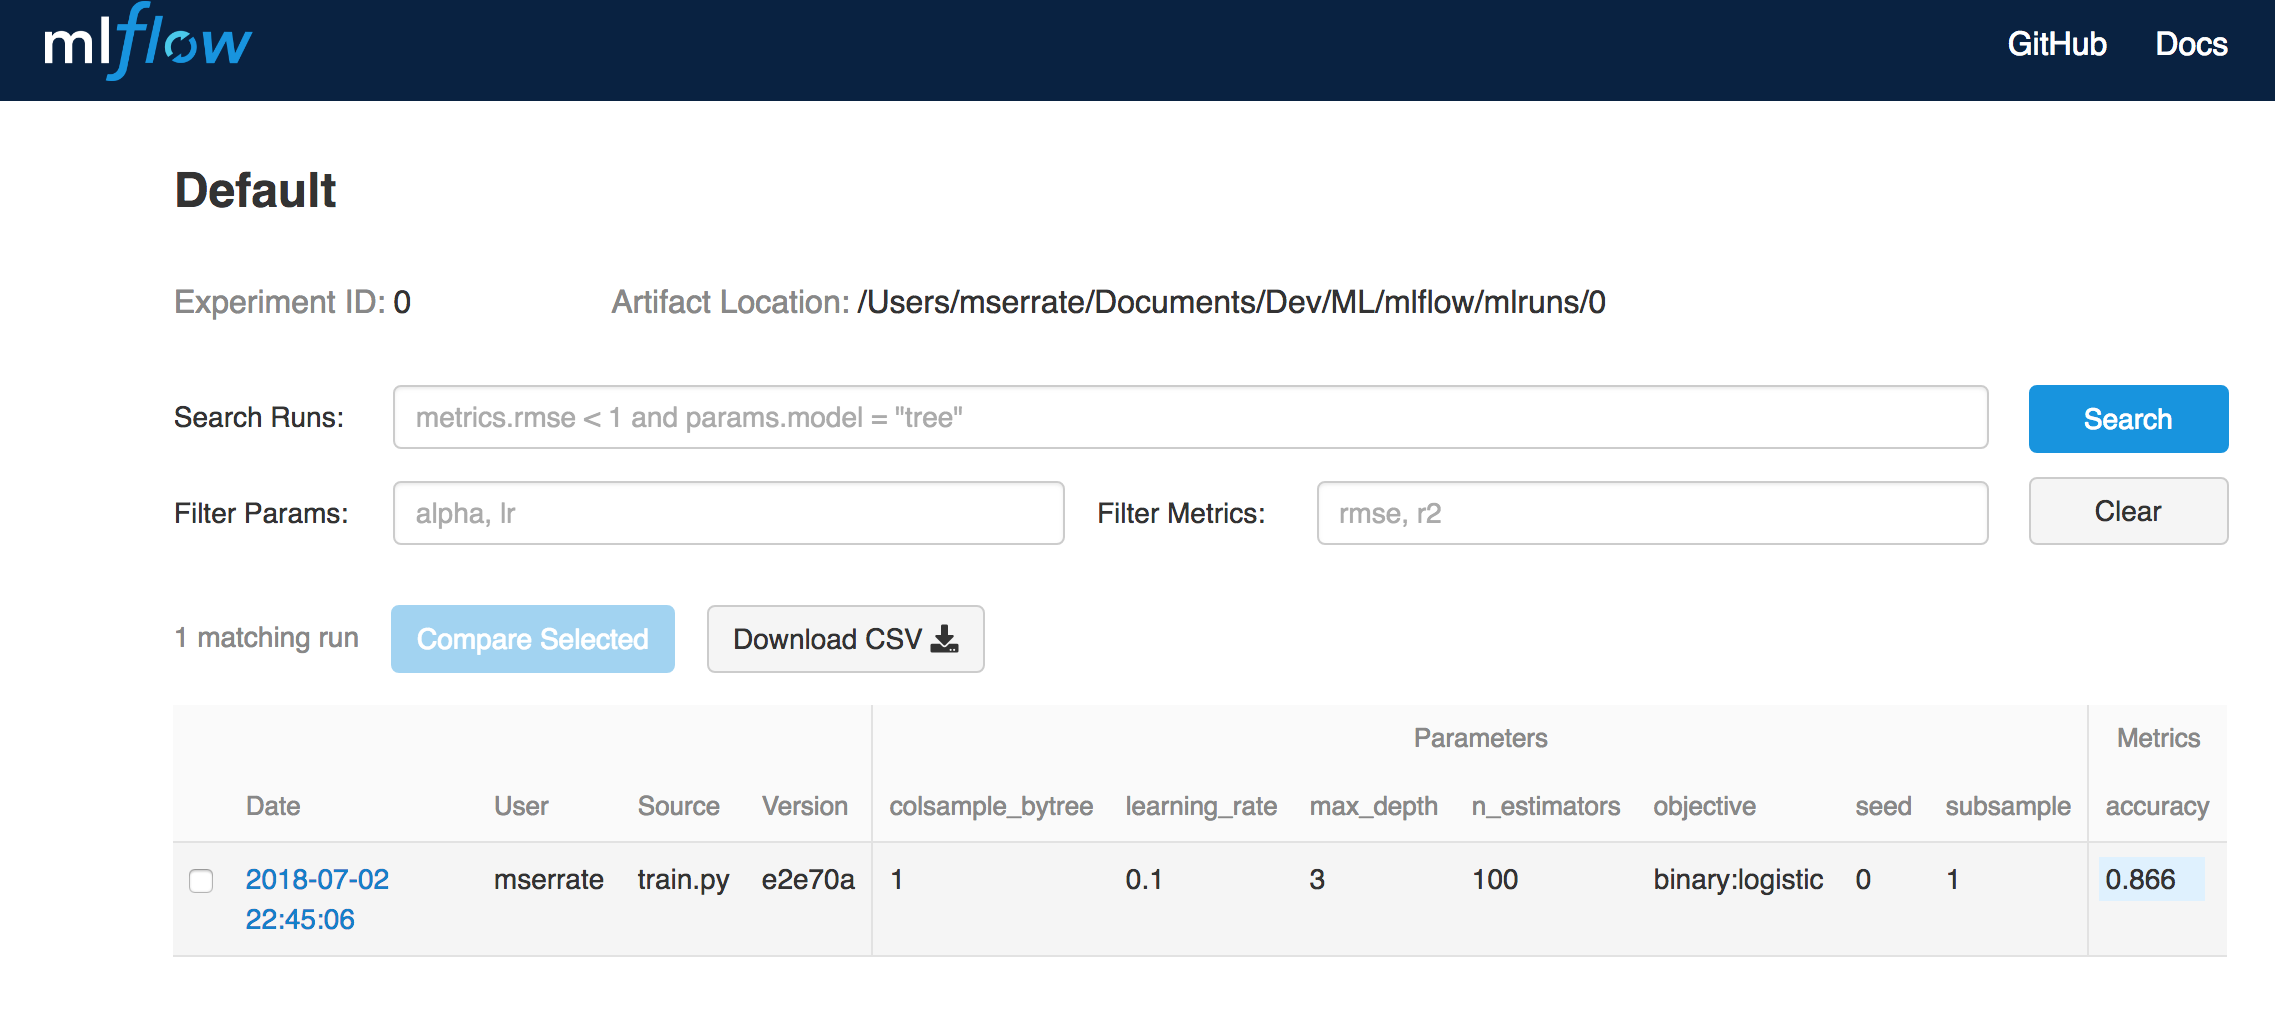 mlflow GitHub Docs
Default
Experiment ID: 0 Artifact Location: /Users/mserrate/Documents/Dev/ML/mlflow/mlruns/0
Search Runs: metrics.rmse < 1 and params.model = "tree" Search
Filter Params: alpha, lr Filter Metrics: rmse, r2 Clear
1 matching run Compare Selected Download CSV
Parameters Metrics
Date User Source Version colsample_bytree learning_rate max_depth n_estimators objective seed subsample accuracy
2018-07-02 mserrate train.py e2e70a 1 0.1 3 100 binary:logistic 0 1 0.866
22:45:06